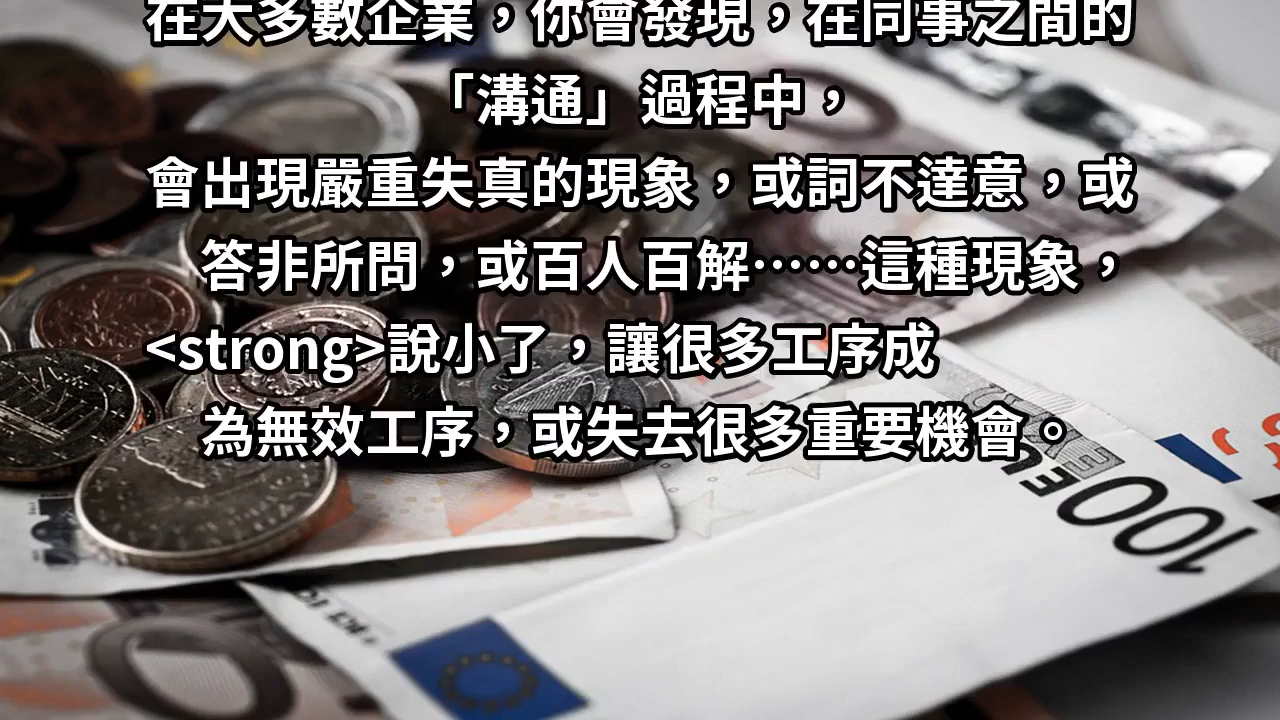 在大多數企業，你會發現，在同事之間的
「溝通」過程中，
會出現嚴重失真的現象，或詞不達意，或
答非所問，或百人百解……這種現象，
<strong>說小了，讓很多工序成
為無效工序，或失去很多重要機會。
EURO
100